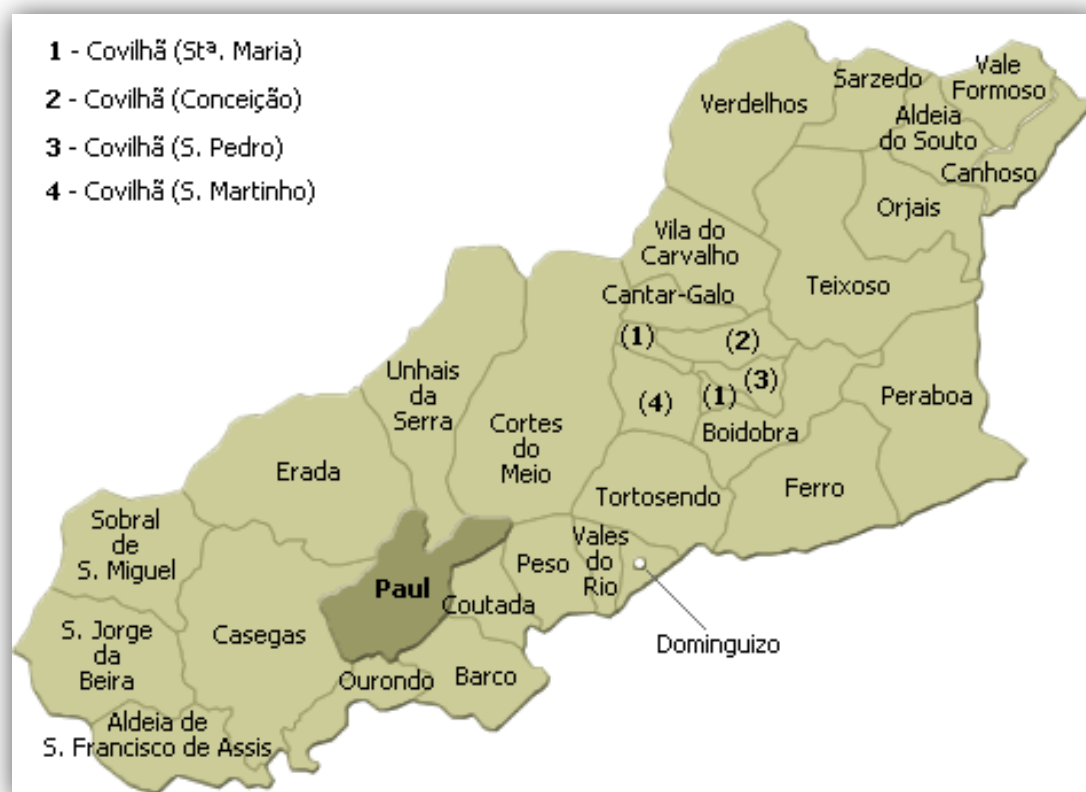 1 - Covilhã (Stª. Maria)
2 - Covilhã (Conceição)
3 - Covilhã (S. Pedro)
4 - Covilhã (S. Martinho)
Vale
Formoso
Sarzedo
Verdelhos
Aldeia
do Souto
Canhoso
Orjais
Vila do
Carvalho
Teixoso
Cantar-Galo
(1)
(2)
(3)
(1)
(4)
Unhais
da
Serra
Peraboa
Cortes
do
Meio
Boidobra
Erada
Tortosendo
Ferro
Sobral
de
S. Miguel
Vales
do
Rio
Peso
Paul
Coutada
Dominguizo
S. Jorge
da
Beira
Casegas
Ourondo
Barco
Aldeia de
S. Francisco de Assis